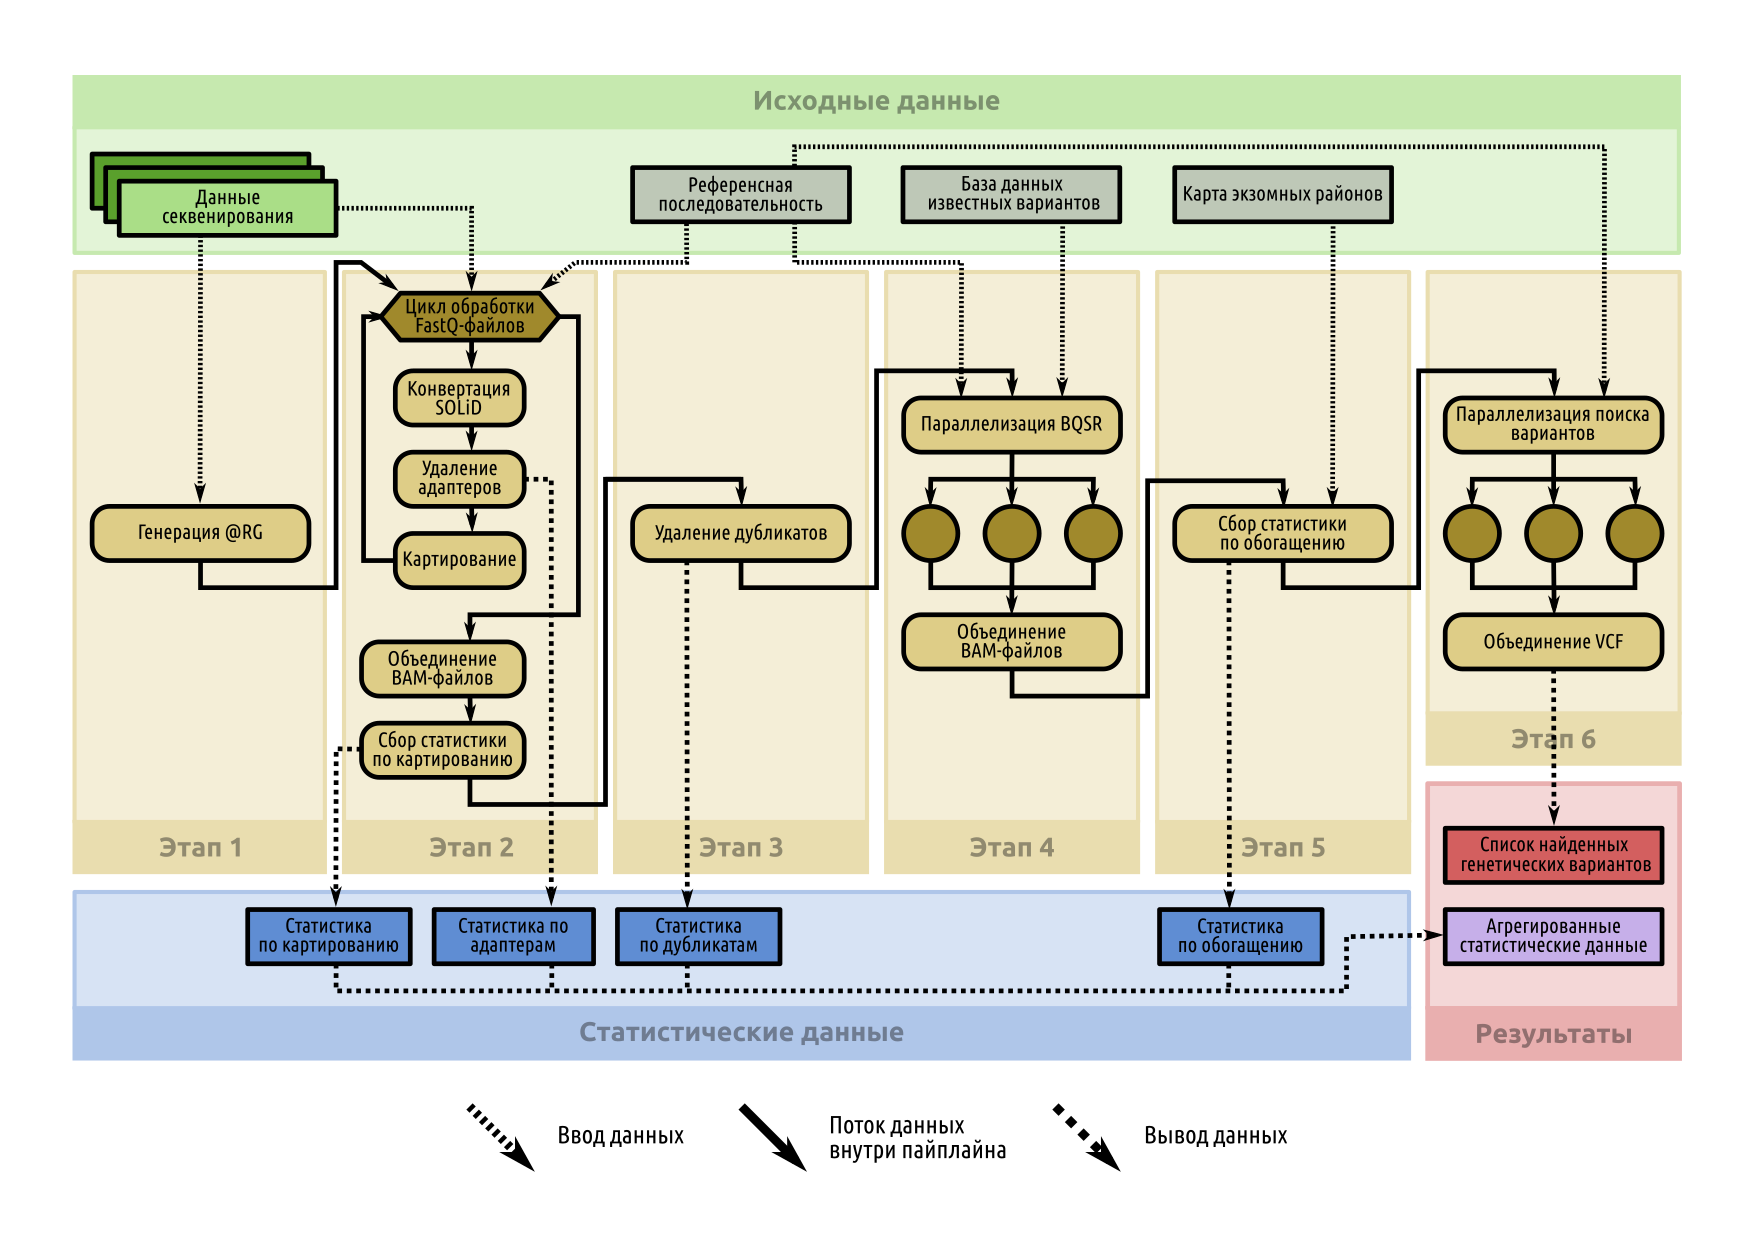 Исходные данные
Данные
секвенирования
Референсная
последовательность
База данных
известных вариантов
Карта экзомных районов
Цикл обработки
FastQ-файлов
Конвертация
SOLiD
Удаление
адаптеров
Картирование
Генерация @RG
Объединение
BAM-файлов
Сбор статистики
по картированию
Удаление дубликатов
Параллелизация BQSR
Объединение
BAM-файлов
Сбор статистики
по обогащению
Параллелизация поиска
вариантов
Объединение VCF
Этап 1
Этап 2
Этап 3
Этап 4
Этап 5
Этап 6
Список найденных
генетических вариантов
Статистика
по картированию
Статистика по
адаптерам
Статистика
по дубликатам
Статистика
по обогащению
Агрегированные
статистические данные
Статистические данные
Результаты
Ввод данных
Поток данных
внутри пайплайна
Вывод данных